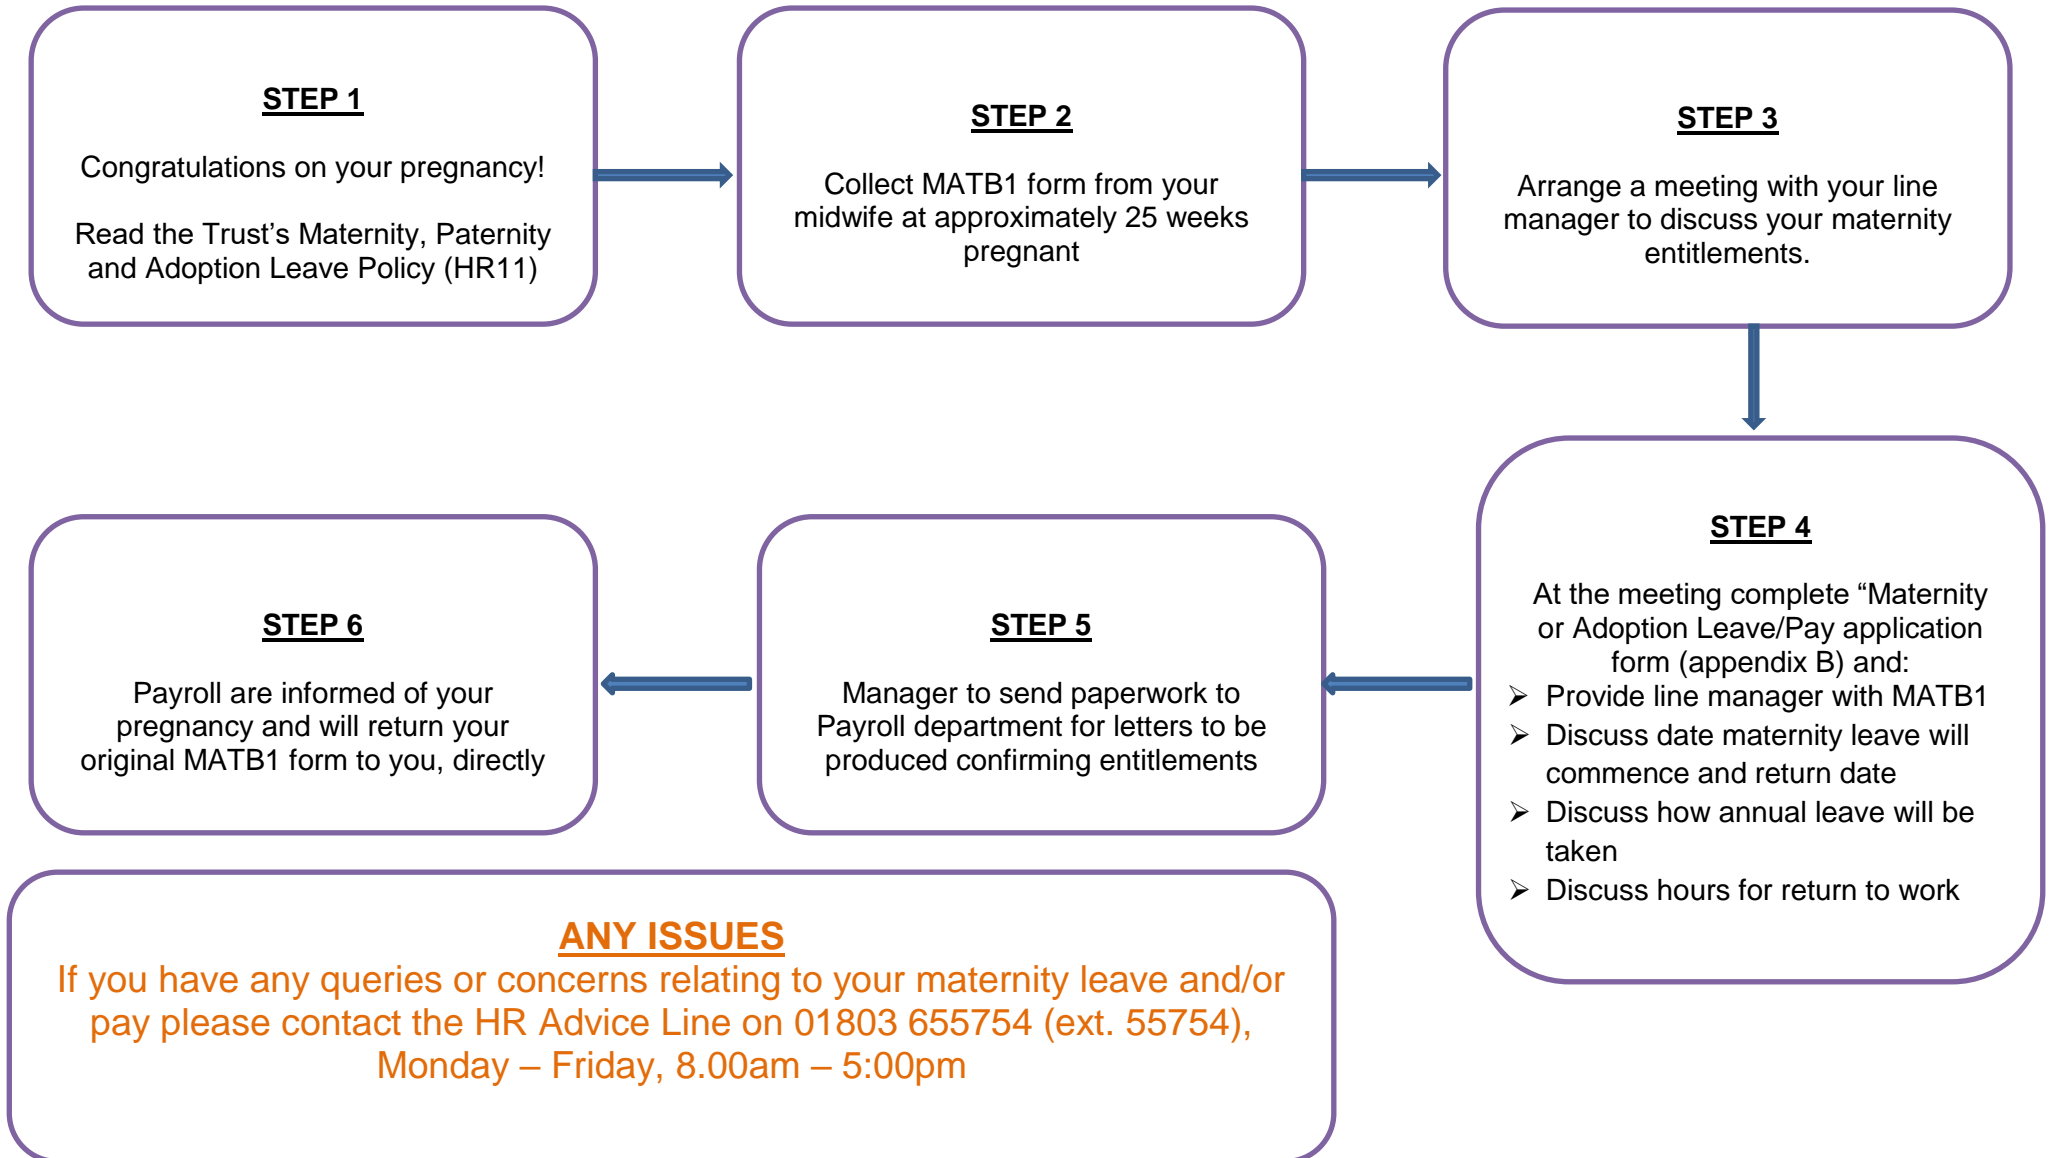 STEP 1
Congratulations on your pregnancy!
Read the Trust’s Maternity, Paternity
and Adoption Leave Policy (HR11)
STEP 2
Collect MATB1 form from your
midwife at approximately 25 weeks
pregnant
STEP 3
Arrange a meeting with your line
manager to discuss your maternity
entitlements.
STEP 4
At the meeting complete “Maternity
or Adoption Leave/Pay application
form (appendix B) and:
➢ Provide line manager with MATB1
➢ Discuss date maternity leave will
commence and return date
➢ Discuss how annual leave will be
taken
➢ Discuss hours for return to work
STEP 5
Manager to send paperwork to
Payroll department for letters to be
produced confirming entitlements
STEP 6
Payroll are informed of your
pregnancy and will return your
original MATB1 form to you, directly
ANY ISSUES
If you have any queries or concerns relating to your maternity leave and/or
pay please contact the HR Advice Line on 01803 655754 (ext. 55754),
Monday – Friday, 8.00am – 5:00pm